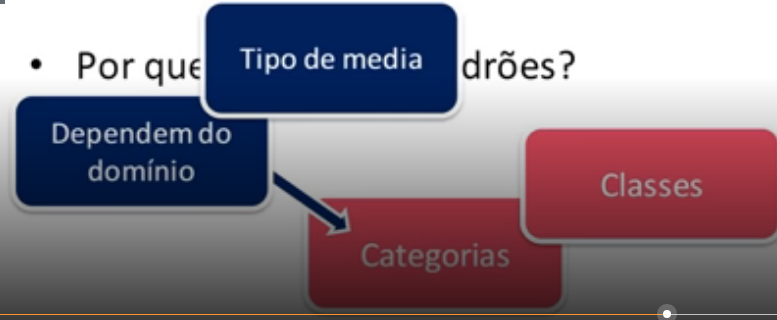 • Por que
drões?
Tipo de media
Dependem do
domínio
Classes
Categorias